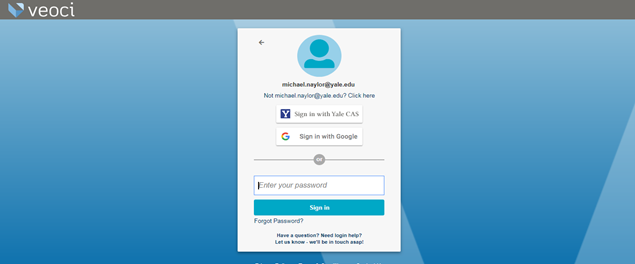 veoci
michael.naylor@yale.edu
Not michael.naylor@yale.edu? Click here
Y Sign in with Yale CAS
G Sign in with Google
or
Enter your password
Sign in
Forgot Password?
Have a question? Need login help?
Let us know - we'll be in touch asap!